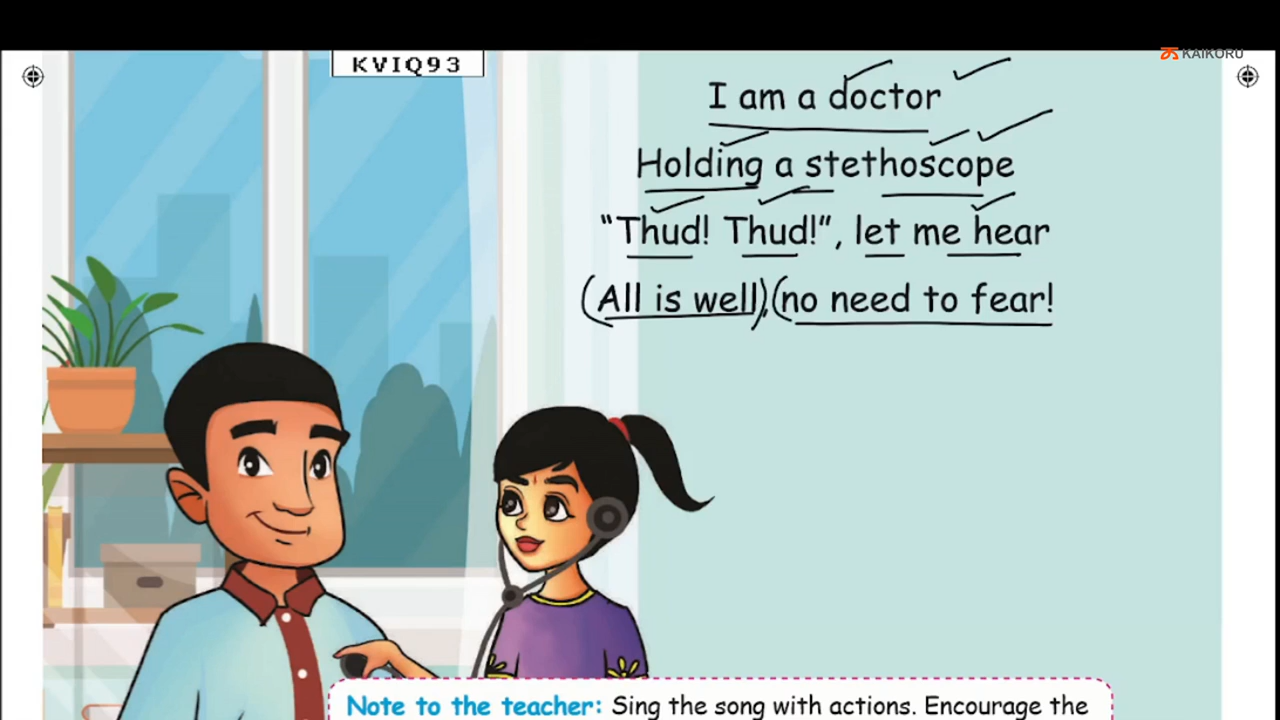 KVIQ93
KAIKORU
I am a doctor
Holding a stethoscope
“Thud! Thud!”, let me hear
All is well, no need to fear!
Note to the teacher: Sing the song with actions. Encourage the